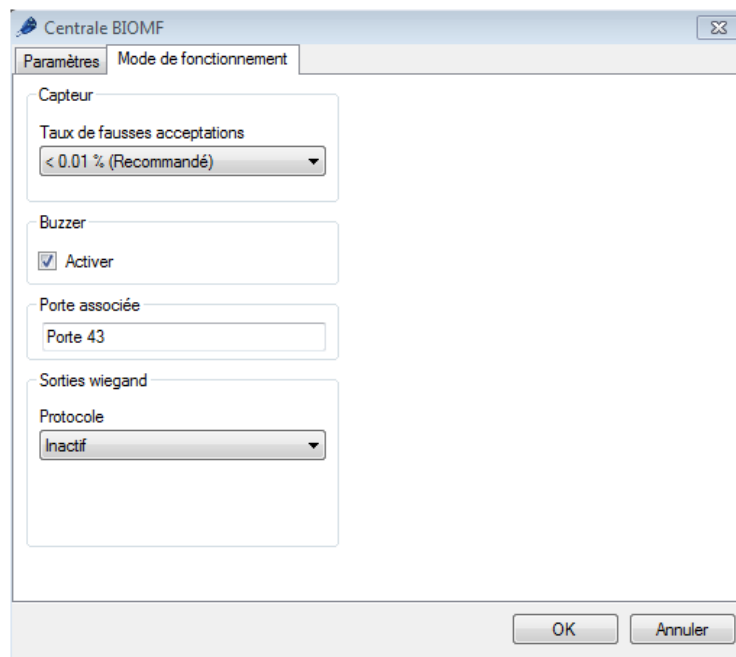 Centrale BIOMF
Paramètres
Mode de fonctionnement
Capteur
Taux de fausses acceptations
< 0.01 % (Recommandé)
Buzzer
Activer
Porte associée
Porte 43
Sorties wiegand
Protocole
Inactif
OK
Annuler